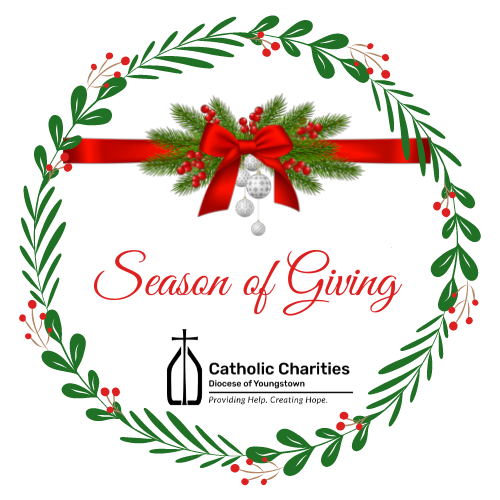 Season of Giving
Catholic Charities
Diocese of Youngstown
Providing Help. Creating Hope.